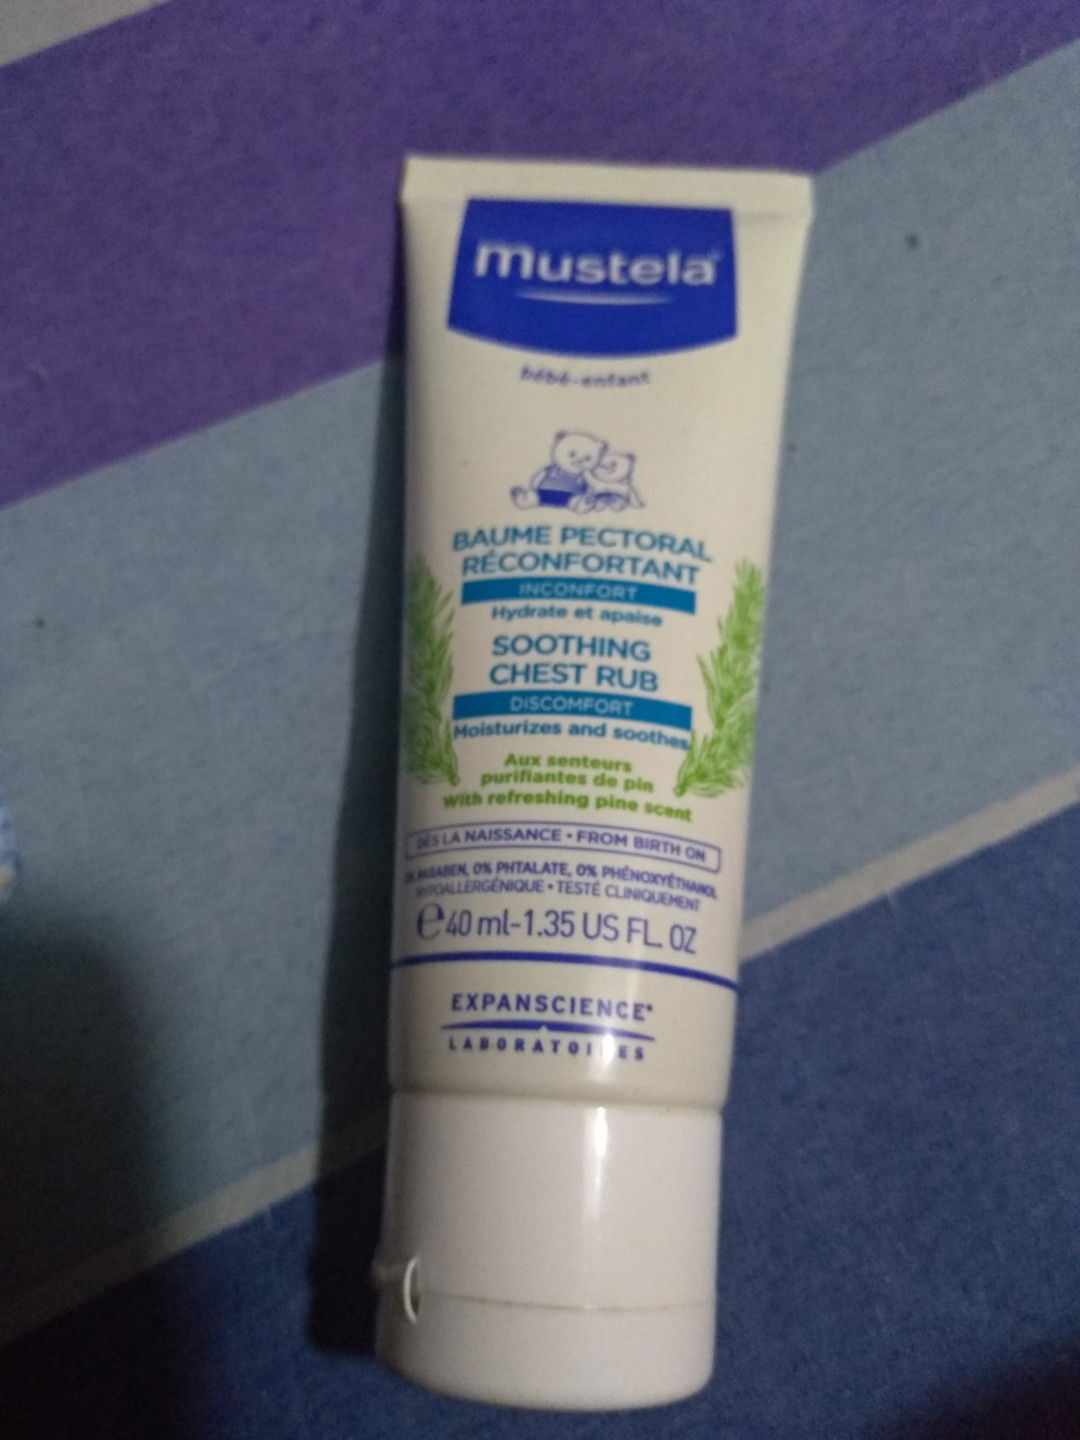 mustela®
bébé-enfant
BAUME PECTORAL
RÉCONFORTANT
INCONFORT
Hydrate et apaise
SOOTHING
CHEST RUB
DISCOMFORT
Moisturizes and soothes
Aux senteurs
purifiantes de pin
With refreshing pine scent
DÈS LA NAISSANCE • FROM BIRTH ON
0% PARABEN, 0% PHTALATE, 0% PHÉNOXYÉTHANOL
HYPOALLERGÉNIQUE • TESTÉ CLINIQUEMENT
℮ 40 ml-1.35 US FL. OZ
EXPANSCIENCE®
LABORATOIRES